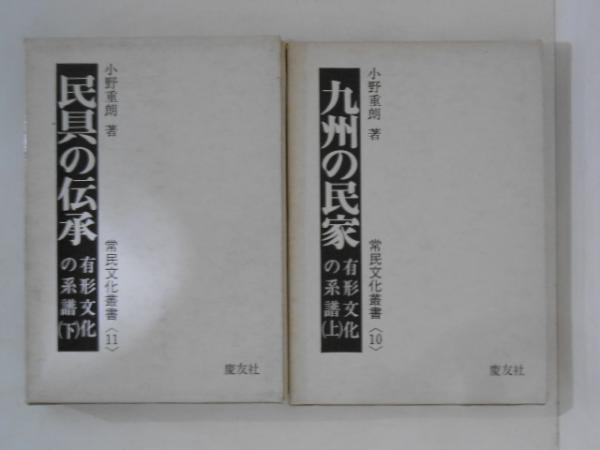 小野重朗 著
民具の伝承
有形文化
の系譜(下)
常民文化叢書〈11〉
慶友社
小野重朗 著
九州の民家
有形文化
の系譜(上)
常民文化叢書〈10〉
慶友社